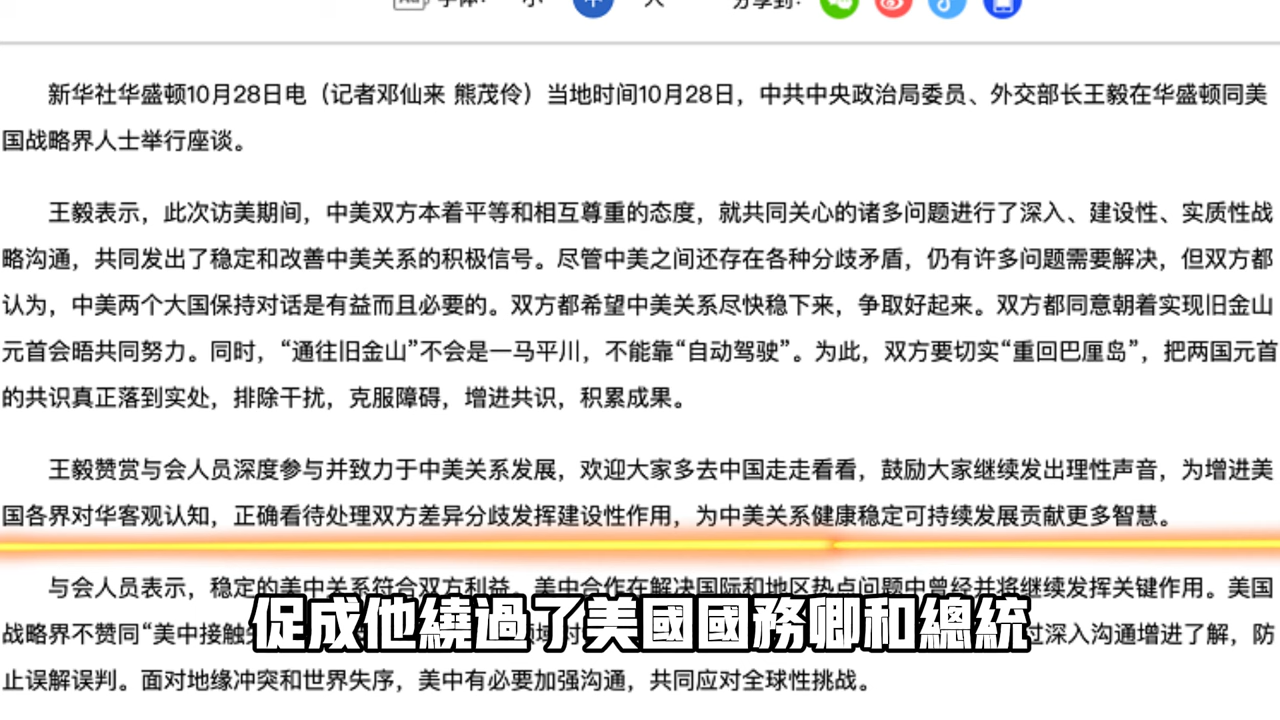 字体： 小 中 大 分享到：
新华社华盛顿10月28日电（记者邓仙来 熊茂伶）当地时间10月28日，中共中央政治局委员、外交部长王毅在华盛顿同美
国战略界人士举行座谈。
王毅表示，此次访美期间，中美双方本着平等和相互尊重的态度，就共同关心的诸多问题进行了深入、建设性、实质性战
略沟通，共同发出了稳定和改善中美关系的积极信号。尽管中美之间还存在各种分歧矛盾，仍有许多问题需要解决，但双方都
认为，中美两个大国保持对话是有益而且必要的。双方都希望中美关系尽快稳下来，争取好起来。双方都同意朝着实现旧金山
元首会晤共同努力。同时，“通往旧金山”不会是一马平川，不能靠“自动驾驶”。为此，双方要切实“重回巴厘岛”，把两国元首
的共识真正落到实处，排除干扰，克服障碍，增进共识，积累成果。
王毅赞赏与会人员深度参与并致力于中美关系发展，欢迎大家多去中国走走看看，鼓励大家继续发出理性声音，为增进美
国各界对华客观认知，正确看待处理双方差异分歧发挥建设性作用，为中美关系健康稳定可持续发展贡献更多智慧。
与会人员表示，稳定的美中关系符合双方利益，美中合作在解决国际和地区热点问题中曾经并将继续发挥关键作用。美国
战略界不赞同“美中接触 过深入沟通增进了解，防
促成他繞過了美國國務卿和總統
止误解误判。面对地缘冲突和世界失序，美中有必要加强沟通，共同应对全球性挑战。